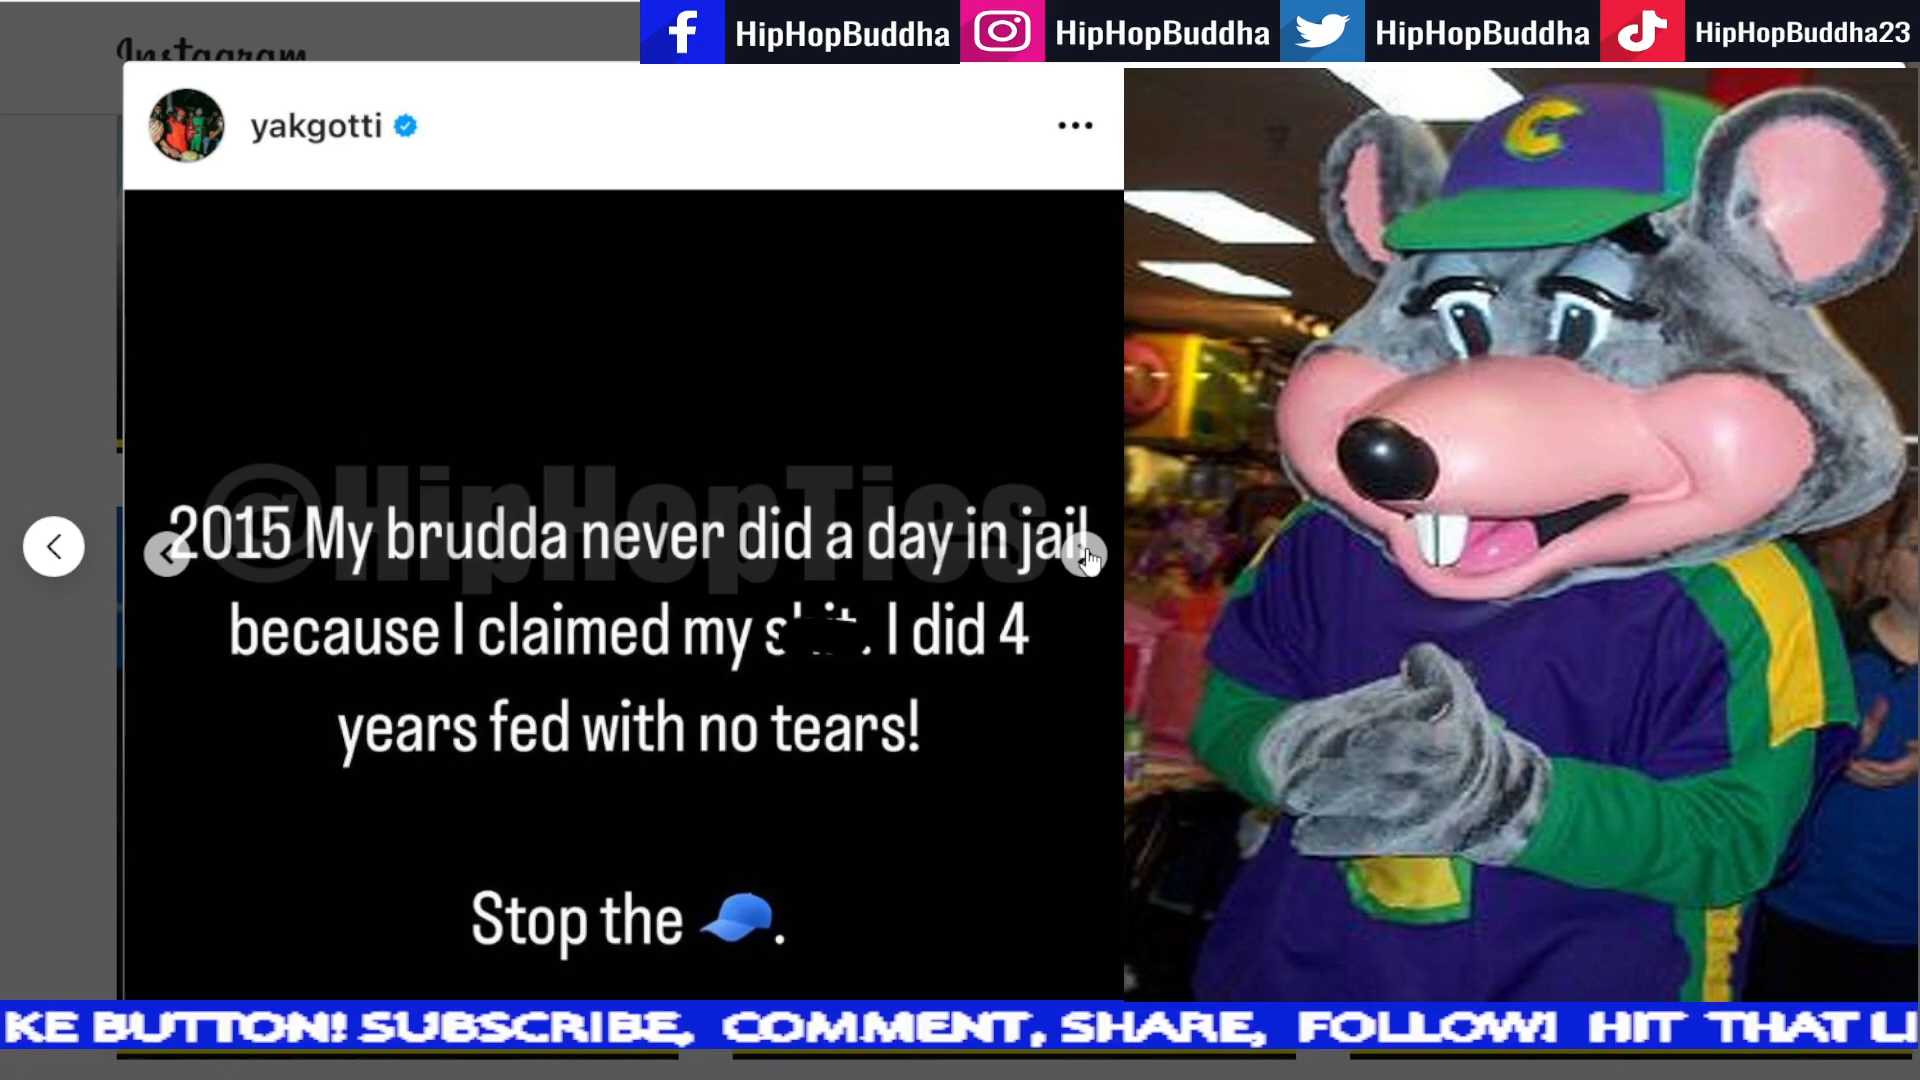 Instagram
HipHopBuddha
HipHopBuddha
HipHopBuddha
HipHopBuddha23
yakgotti
C
@HipHopTies
2015 My brudda never did a day in jail
because I claimed my s . I did 4
years fed with no tears!
Stop the 🧢.
KE BUTTON! SUBSCRIBE, COMMENT, SHARE, FOLLOW! HIT THAT LI